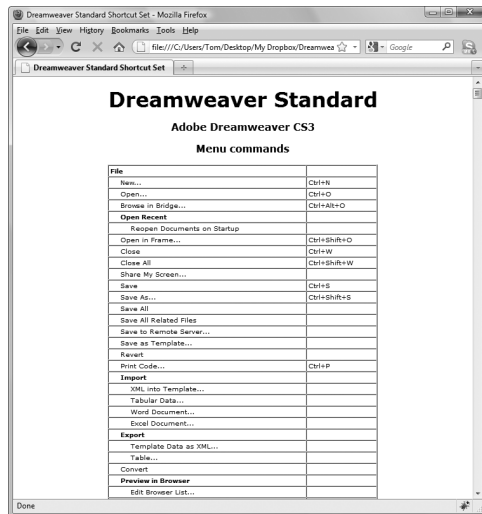 Dreamweaver Standard Shortcut Set - Mozilla Firefox
File Edit View History Bookmarks Tools Help
file:///C:/Users/Tom/Desktop/My Dropbox/Dreamwea Google
Dreamweaver Standard Shortcut Set
Dreamweaver Standard
Adobe Dreamweaver CS3
Menu commands
File
New... Ctrl+N
Open... Ctrl+O
Browse in Bridge... Ctrl+Alt+O
Open Recent
Reopen Documents on Startup
Open in Frame... Ctrl+Shift+O
Close Ctrl+W
Close All Ctrl+Shift+W
Share My Screen...
Save Ctrl+S
Save As... Ctrl+Shift+S
Save All
Save All Related Files
Save to Remote Server...
Save as Template...
Revert
Print Code... Ctrl+P
Import
XML into Template...
Tabular Data...
Word Document...
Excel Document...
Export
Template Data as XML...
Table...
Convert
Preview in Browser
Edit Browser List...
Done